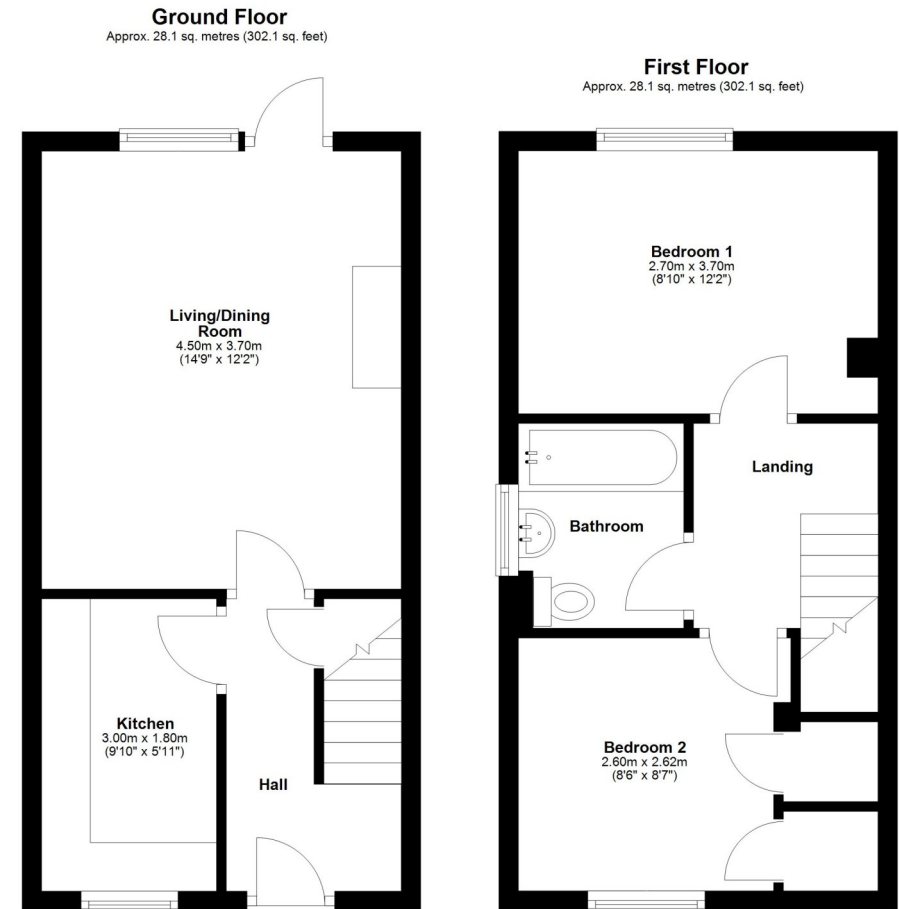 Ground Floor
Approx. 28.1 sq. metres (302.1 sq. feet)
Living/Dining
Room
4.50m x 3.70m
(14'9" x 12'2")
Kitchen
3.00m x 1.80m
(9'10" x 5'11")
Hall
First Floor
Approx. 28.1 sq. metres (302.1 sq. feet)
Bedroom 1
2.70m x 3.70m
(8'10" x 12'2")
Landing
Bathroom
Bedroom 2
2.60m x 2.62m
(8'6" x 8'7")